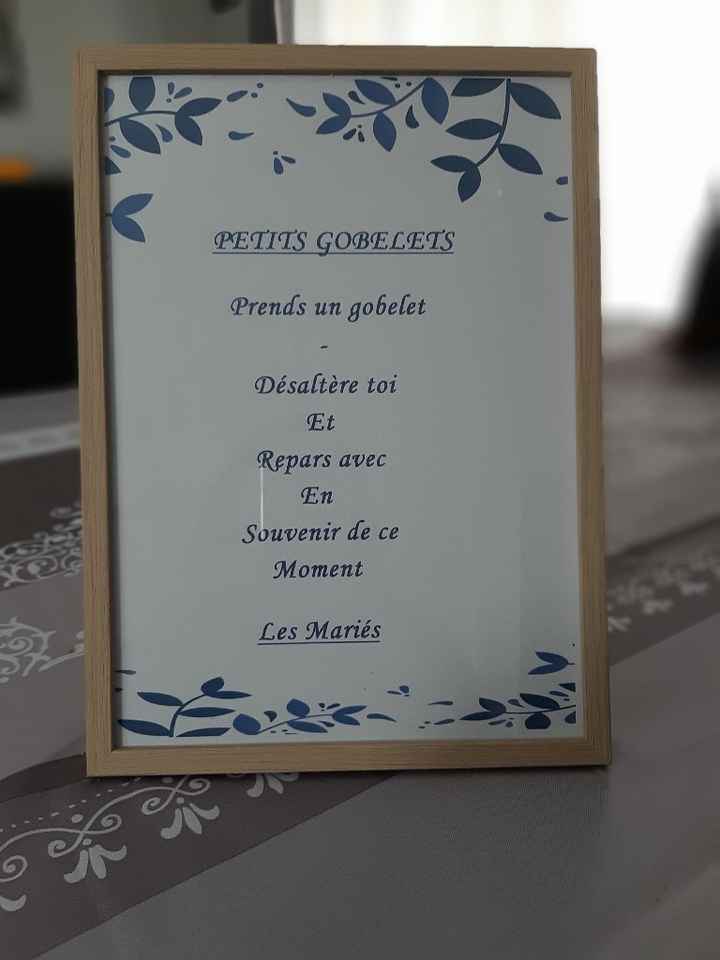 PETITS GOBELETS
Prends un gobelet
-
Désaltère toi
Et
Repars avec
En
Souvenir de ce
Moment
Les Mariés